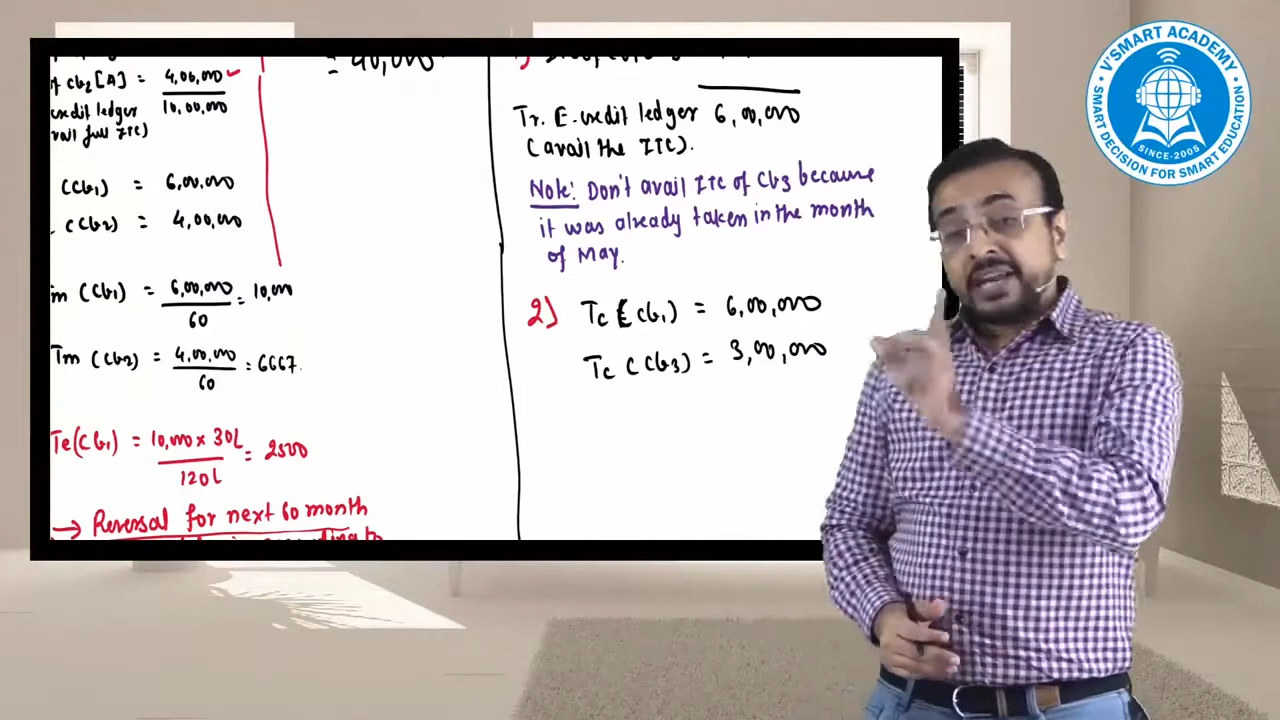 of Cb2 [A] = 4,00,000
10,00,000
credit ledger
avail full ITC)
(Cb1) = 6,00,000
(Cb2) = 4,00,000
Tm (Cb1) = 6,00,000 = 10,000
60
Tm (Cb2) = 4,00,000 = 6667.
60
Te (Cb1) = 10,000 x 30L = 2500
120L
→ Reversal for next 60 month
= 40,000
Tr. E-credit ledger 6,00,000
(avail the ITC).
Note: Don't avail ITC of Cb3 because
it was already taken in the month
of May.
2) Tc (Cb1) = 6,00,000
Tc (Cb3) = 3,00,000
V'SMART ACADEMY
SINCE-2005
SMART DECISION FOR SMART EDUCATION